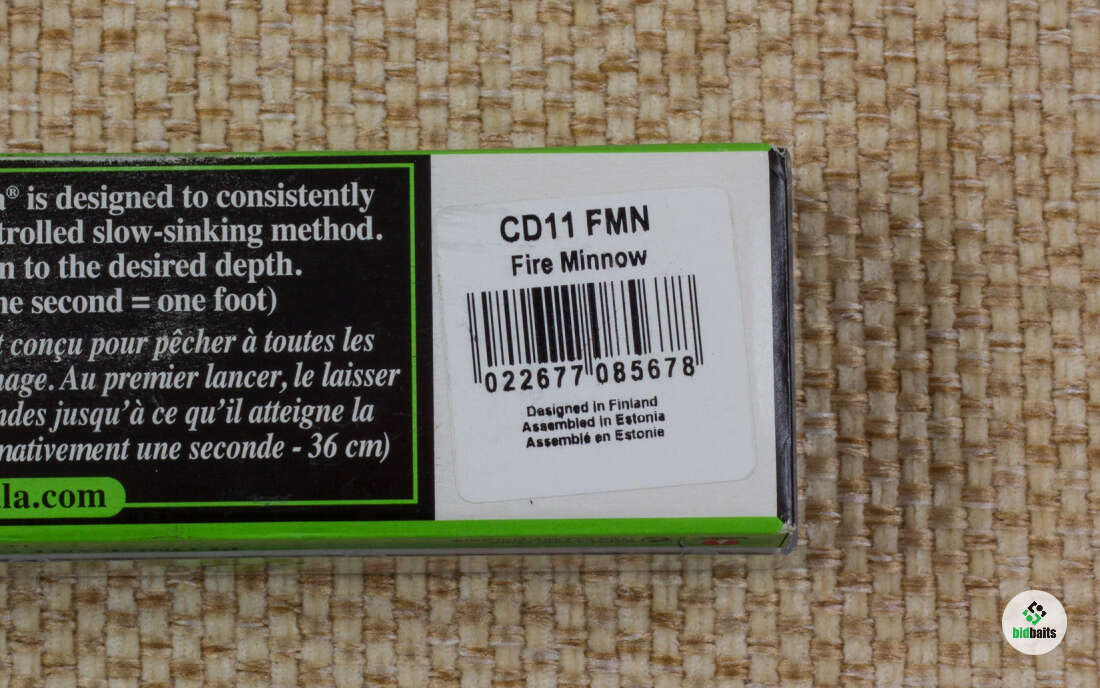 ® is designed to consistently
trolled slow-sinking method.
n to the desired depth.
ne second = one foot)
t conçu pour pêcher à toutes les
nage. Au premier lancer, le laisser
ndes jusqu'à ce qu'il atteigne la
nativement une seconde - 36 cm)
la.com
CD11 FMN
Fire Minnow
022677 085678
Designed in Finland
Assembled in Estonia
Assemblé en Estonie
bidbaits